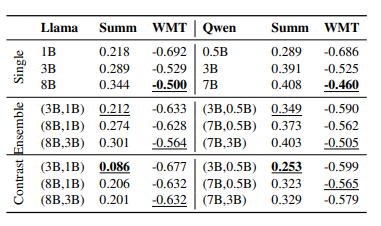 Llama Summ WMT Qwen Summ WMT
Single
1B 0.218 -0.692 0.5B 0.289 -0.686
3B 0.289 -0.529 3B 0.391 -0.525
8B 0.344 -0.500 7B 0.408 -0.460
Ensemble
(3B,1B) 0.212 -0.633 (3B,0.5B) 0.349 -0.590
(8B,1B) 0.274 -0.628 (7B,0.5B) 0.373 -0.562
(8B,3B) 0.301 -0.564 (7B,3B) 0.403 -0.505
Contrast
(3B,1B) 0.086 -0.677 (3B,0.5B) 0.253 -0.599
(8B,1B) 0.206 -0.632 (7B,0.5B) 0.323 -0.565
(8B,3B) 0.201 -0.632 (7B,3B) 0.329 -0.579